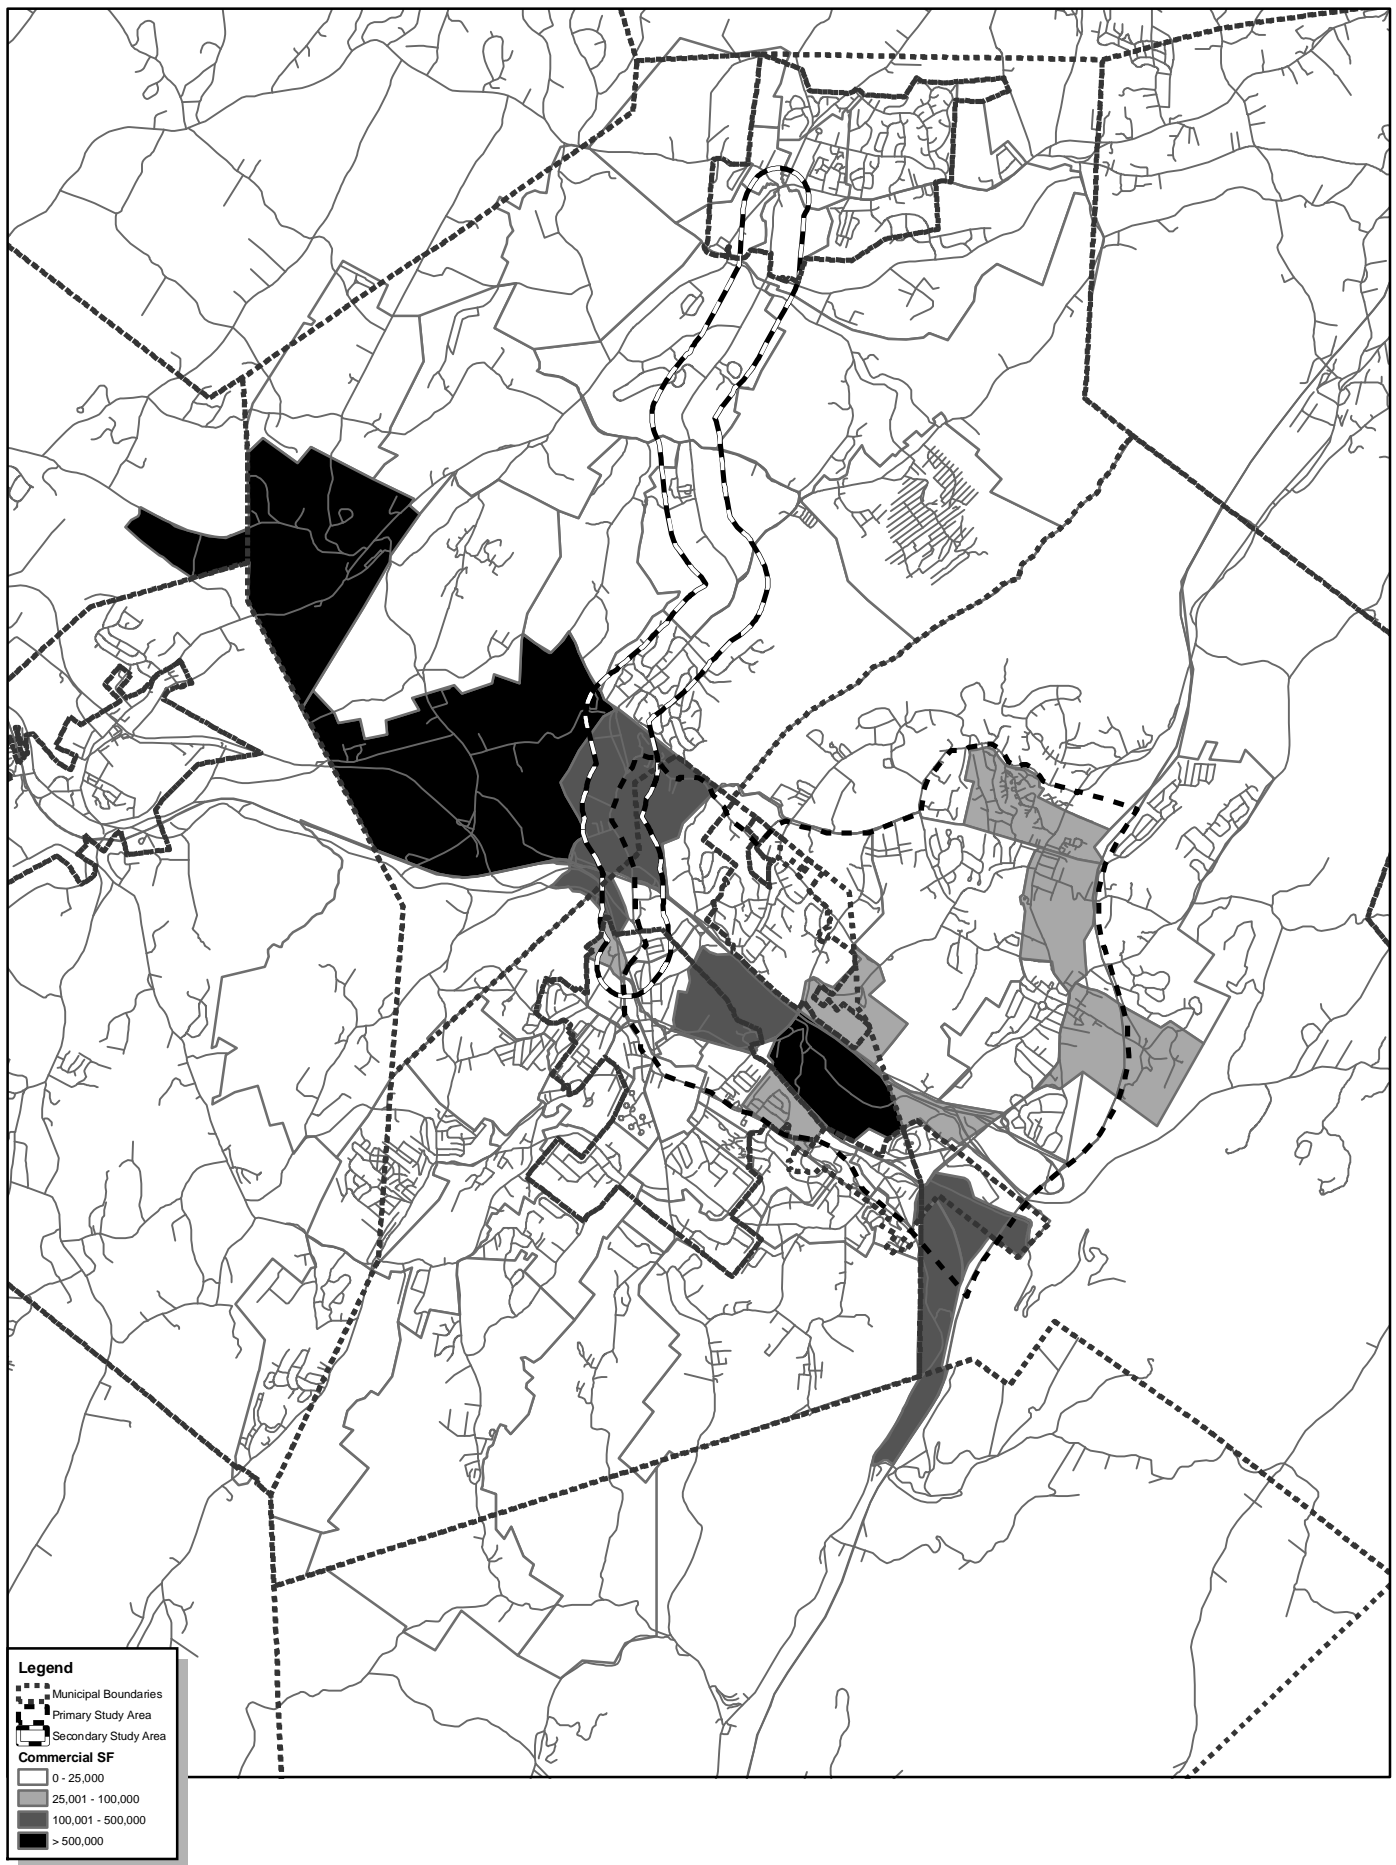 Legend
Municipal Boundaries
Primary Study Area
Secondary Study Area
Commercial SF
0 - 25,000
25,001 - 100,000
100,001 - 500,000
> 500,000